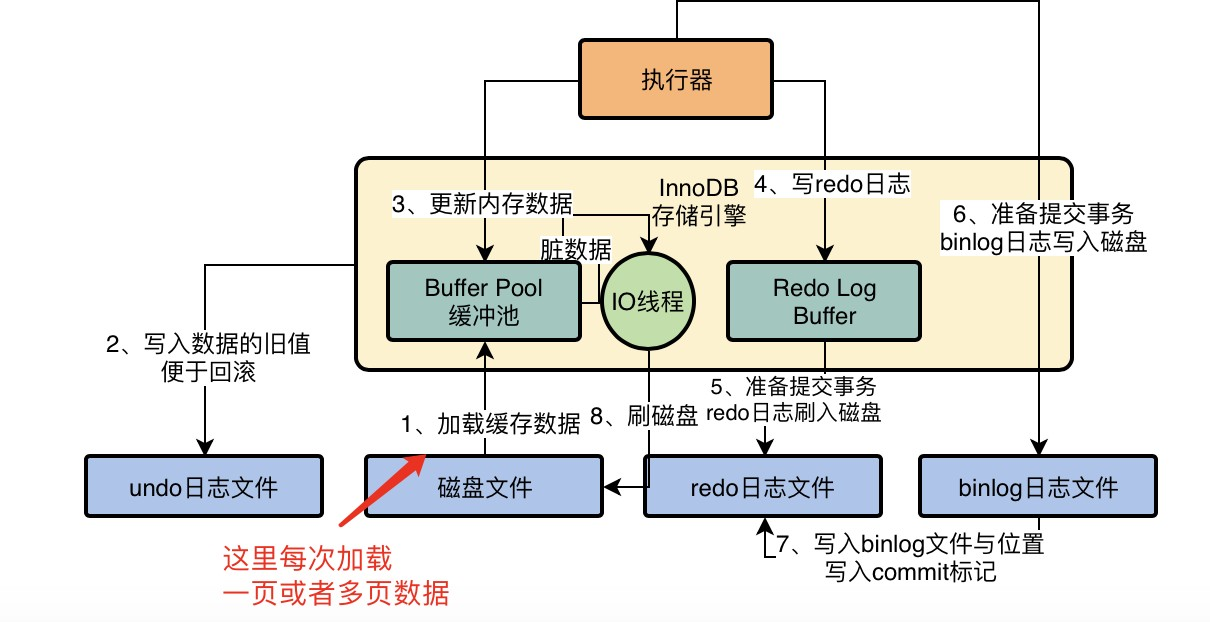 执行器
InnoDB
存储引擎
3、更新内存数据
4、写redo日志
6、准备提交事务
binlog日志写入磁盘
脏数据
Buffer Pool
缓冲池
IO线程
Redo Log
Buffer
2、写入数据的旧值
便于回滚
1、加载缓存数据
8、刷磁盘
5、准备提交事务
redo日志刷入磁盘
undo日志文件
磁盘文件
redo日志文件
binlog日志文件
这里每次加载
一页或者多页数据
7、写入binlog文件与位置
写入commit标记